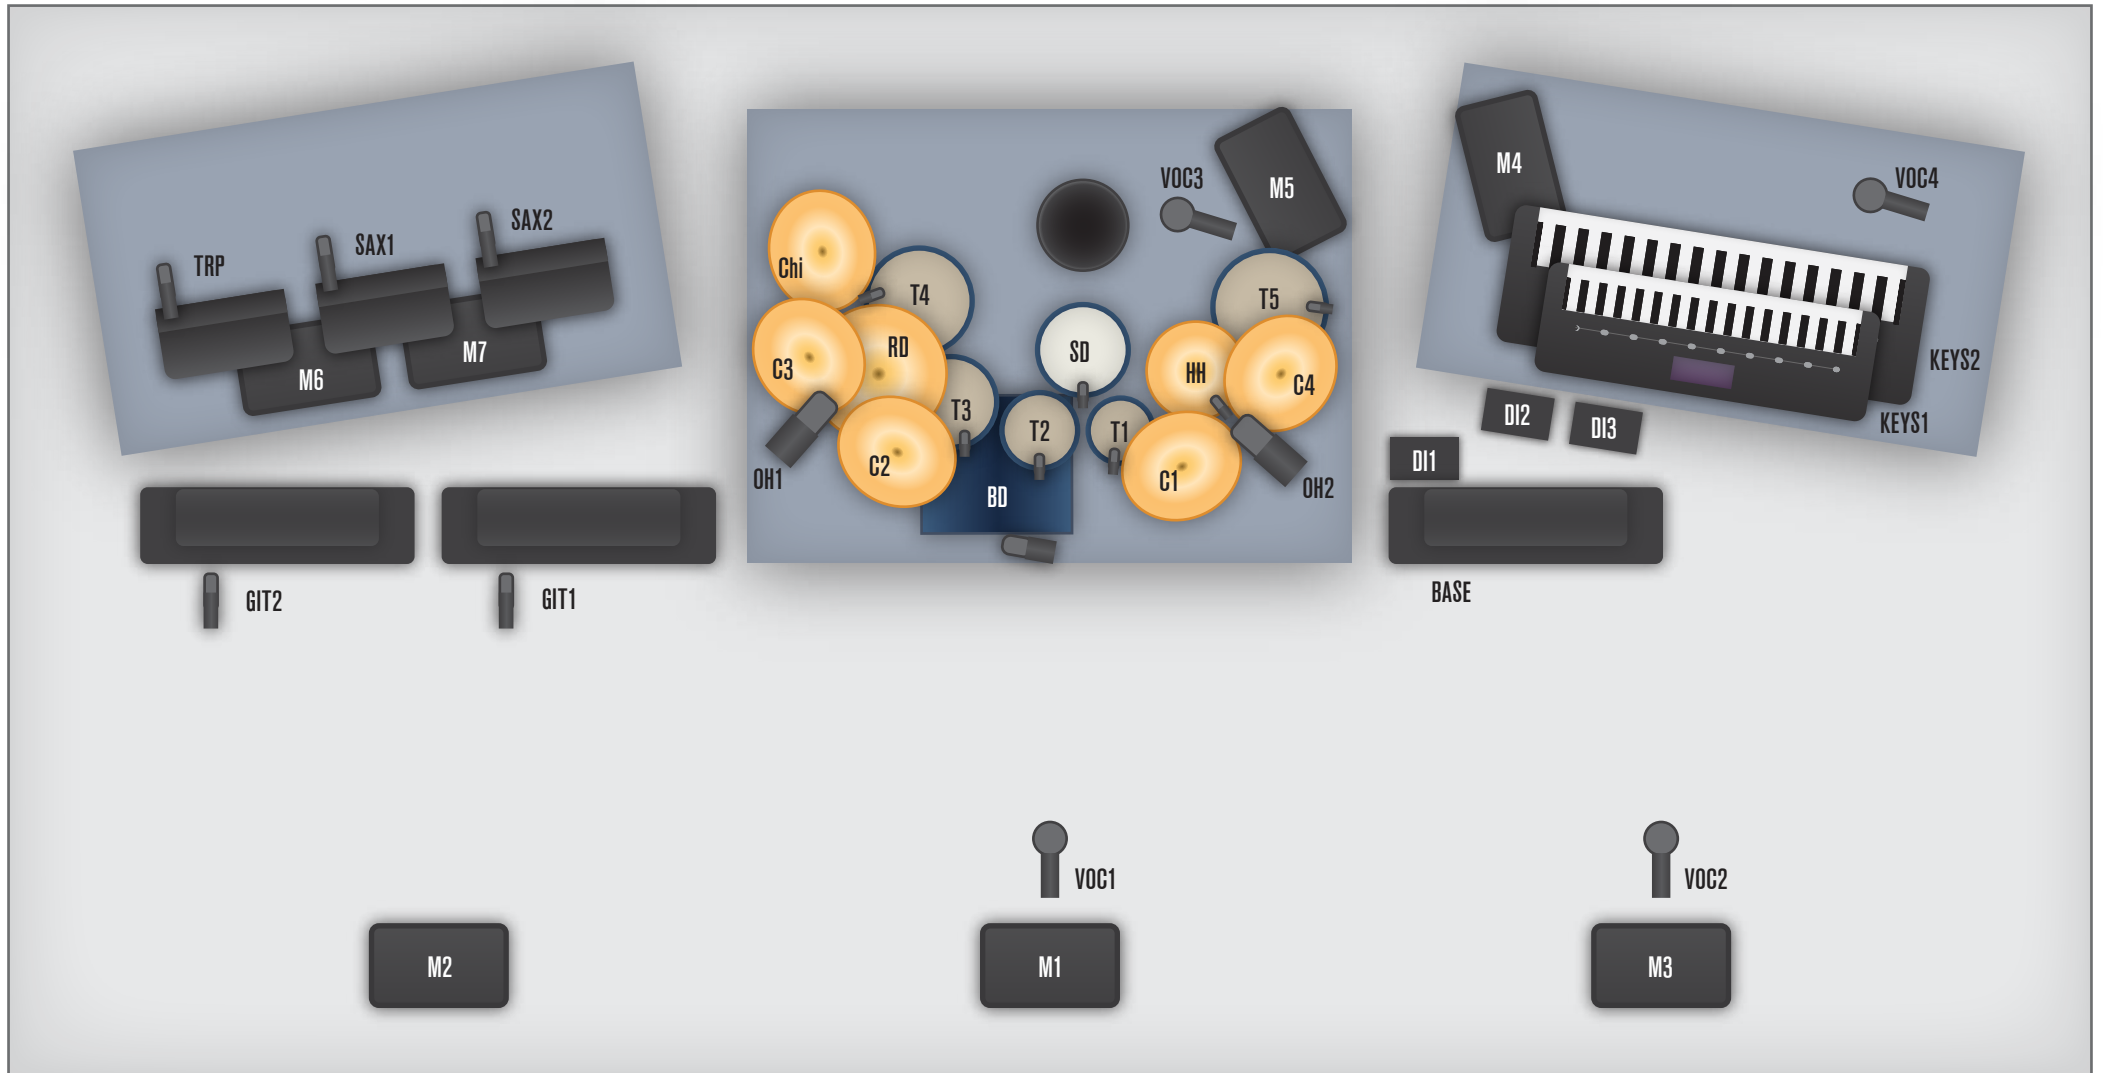 TRP
SAX1
SAX2
M6
M7
GIT2
GIT1
Chi
C3
RD
T4
T3
C2
OH1
BD
T2
SD
T1
HH
C1
C4
T5
OH2
VOC3
M5
M4
VOC4
KEYS2
KEYS1
DI2
DI3
DI1
BASE
VOC1
VOC2
M2
M1
M3